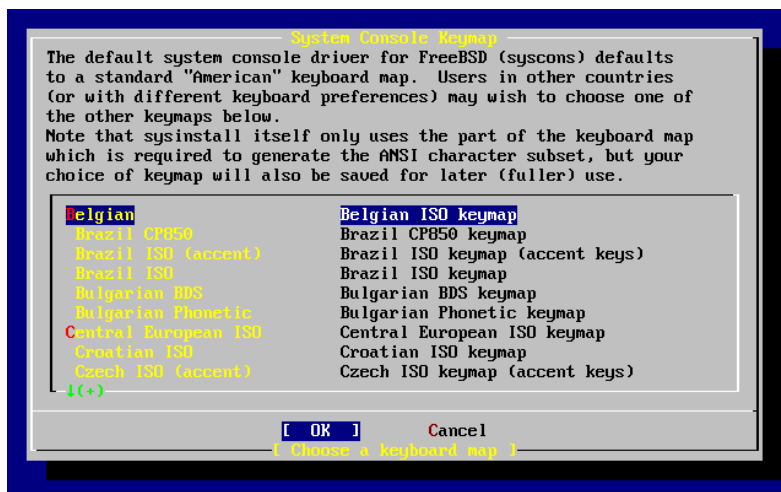 System Console Keymap
The default system console driver for FreeBSD (syscons) defaults
to a standard "American" keyboard map.  Users in other countries
(or with different keyboard preferences) may wish to choose one of
the other keymaps below.
Note that sysinstall itself only uses the part of the keyboard map
which is required to generate the ANSI character subset, but your
choice of keymap will also be saved for later (fuller) use.
Belgian Belgian ISO keymap
Brazil CP850 Brazil CP850 keymap
Brazil ISO (accent) Brazil ISO keymap (accent keys)
Brazil ISO Brazil ISO keymap
Bulgarian BDS Bulgarian BDS keymap
Bulgarian Phonetic Bulgarian Phonetic keymap
Central European ISO Central European ISO keymap
Croatian ISO Croatian ISO keymap
Czech ISO (accent) Czech ISO keymap (accent keys)
↓(+)
[ OK ] Cancel
[ Choose a keyboard map ]